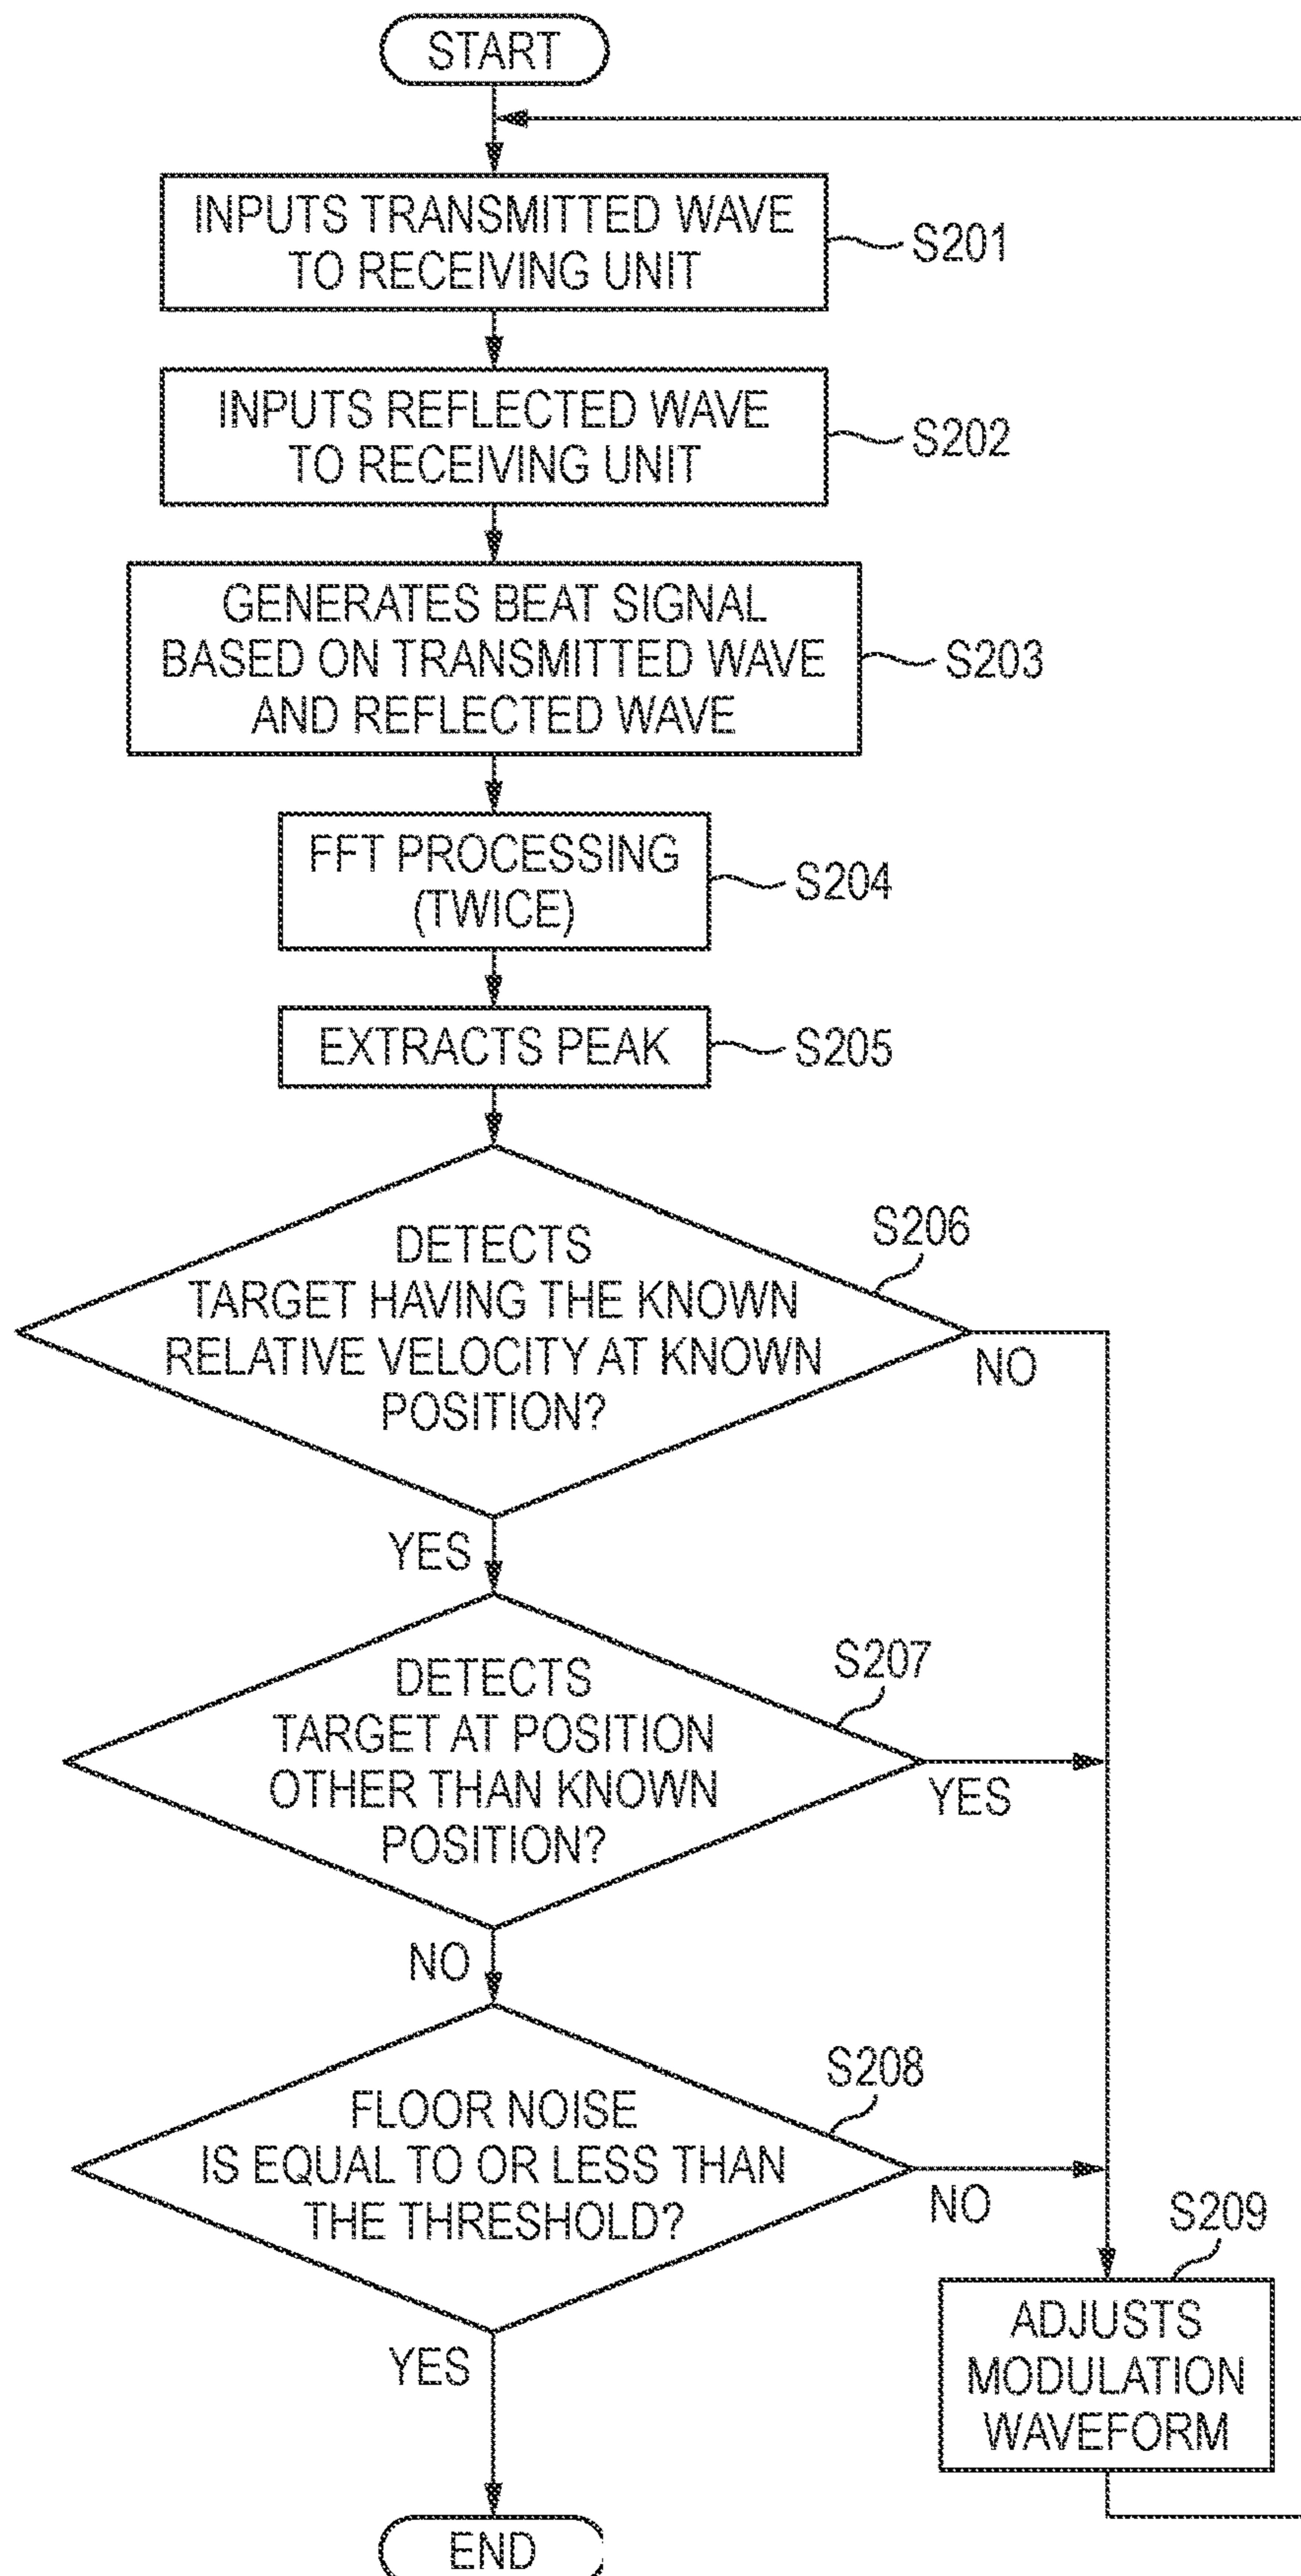 START
INPUTS TRANSMITTED WAVE
TO RECEIVING UNIT
S201
INPUTS REFLECTED WAVE
TO RECEIVING UNIT
S202
GENERATES BEAT SIGNAL
BASED ON TRANSMITTED WAVE
AND REFLECTED WAVE
S203
FFT PROCESSING
(TWICE)
S204
EXTRACTS PEAK
S205
DETECTS
TARGET HAVING THE KNOWN
RELATIVE VELOCITY AT KNOWN
POSITION?
S206
NO
YES
DETECTS
TARGET AT POSITION
OTHER THAN KNOWN
POSITION?
S207
YES
NO
FLOOR NOISE
IS EQUAL TO OR LESS THAN
THE THRESHOLD?
S208
NO
YES
S209
ADJUSTS
MODULATION
WAVEFORM
END